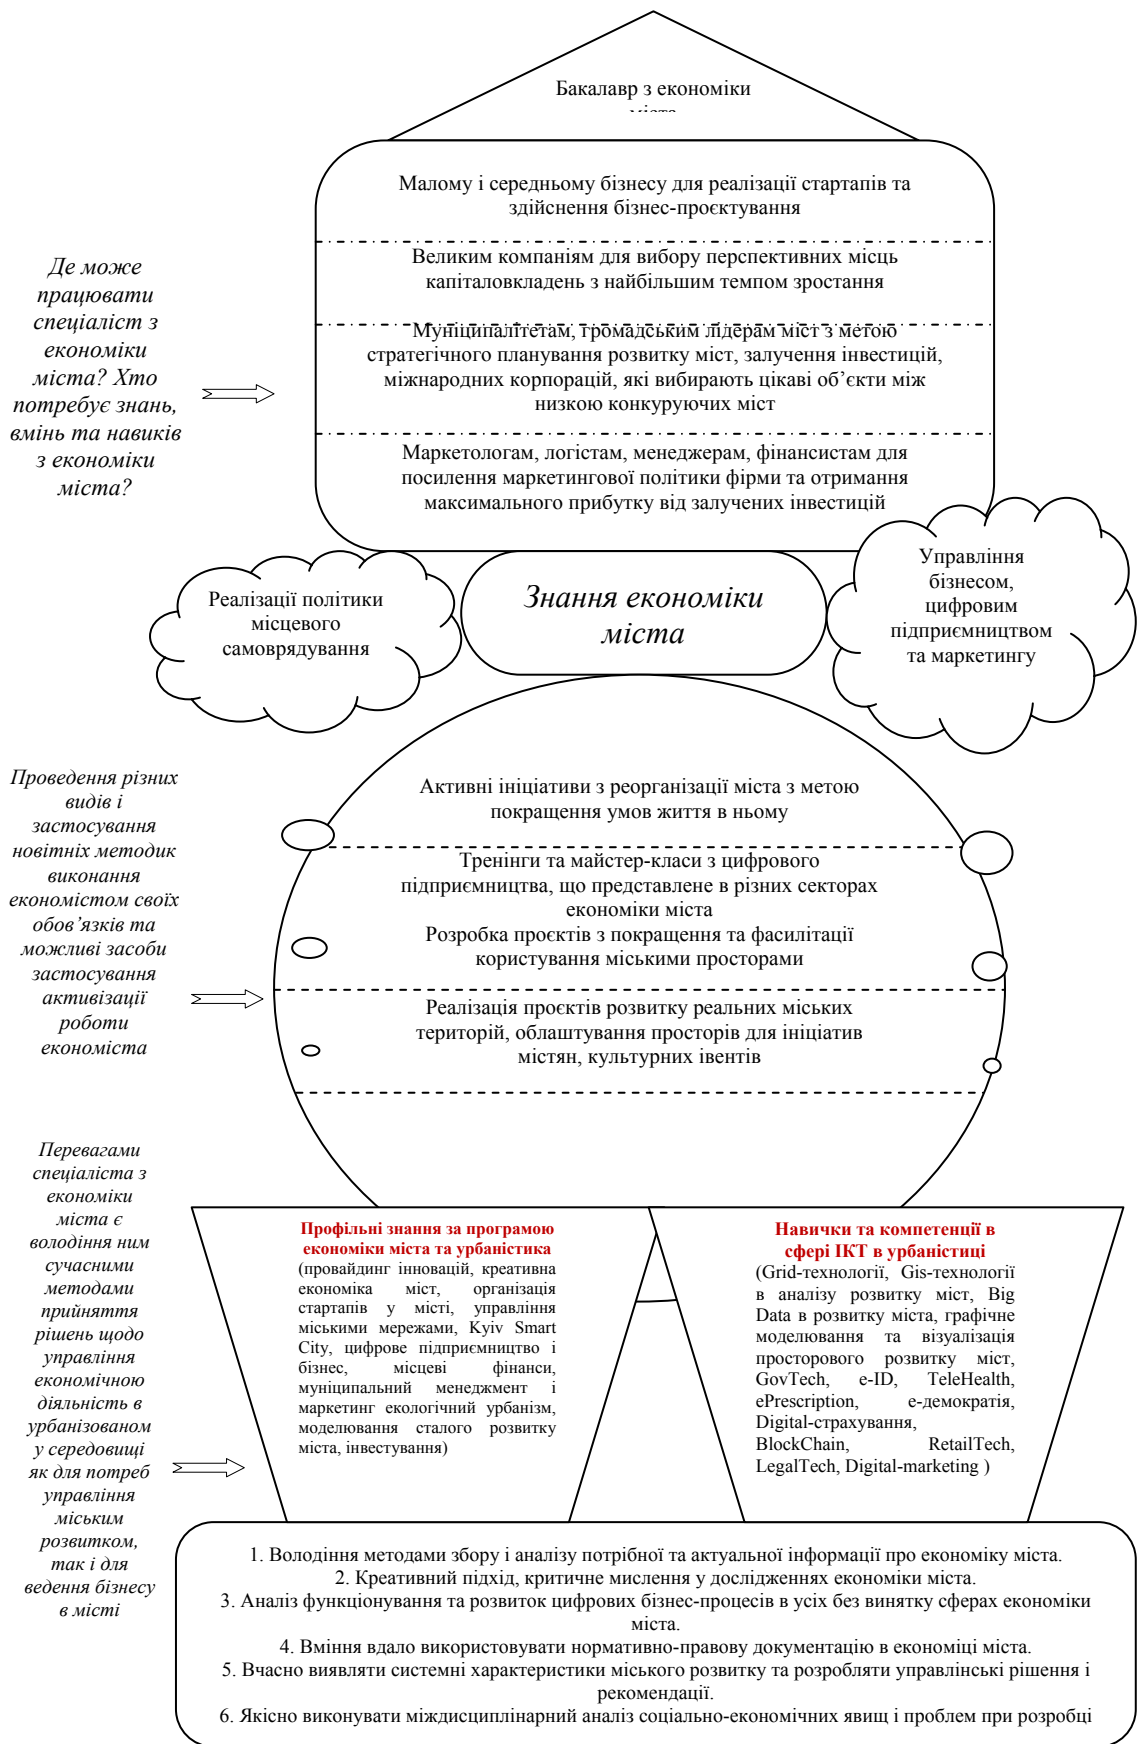 Бакалавр з економіки
міста
Малому і середньому бізнесу для реалізації стартапів та
здійснення бізнес-проєктування
Великим компаніям для вибору перспективних місць
капіталовкладень з найбільшим темпом зростання
Муніципалітетам, громадським лідерам міст з метою
стратегічного планування розвитку міст, залучення інвестицій,
міжнародних корпорацій, які вибирають цікаві об’єкти між
низкою конкуруючих міст
Маркетологам, логістам, менеджерам, фінансистам для
посилення маркетингової політики фірми та отримання
максимального прибутку від залучених інвестицій
Де може
працювати
спеціаліст з
економіки
міста? Хто
потребує знань,
вмінь та навиків
з економіки
міста?
Реалізації політики
місцевого
самоврядування
Знання економіки
міста
Управління
бізнесом,
цифровим
підприємництвом
та маркетингу
Проведення різних
видів і
застосування
новітніх методик
виконання
економістом своїх
обов’язків та
можливі засоби
застосування
активізації
роботи
економіста
Активні ініціативи з реорганізації міста з метою
покращення умов життя в ньому
Тренінги та майстер-класи з цифрового
підприємництва, що представлене в різних секторах
економіки міста
Розробка проєктів з покращення та фасилітації
користування міськими просторами
Реалізація проєктів розвитку реальних міських
територій, облаштування просторів для ініціатив
містян, культурних івентів
Перевагами
спеціаліста з
економіки
міста є
володіння ним
сучасними
методами
прийняття
рішень щодо
управління
економічною
діяльність в
урбанізованом
у середовищі
як для потреб
управління
міським
розвитком,
так і для
ведення бізнесу
в місті
Профільні знання за програмою
економіки міста та урбаністика
(провайдинг інновацій, креативна
економіка міст, організація
стартапів у місті, управління
міськими мережами, Kyiv Smart
City, цифрове підприємництво і
бізнес, місцеві фінанси,
муніципальний менеджмент і
маркетинг екологічний урбанізм,
моделювання сталого розвитку
міста, інвестування)
Навички та компетенції в
сфері ІКТ в урбаністиці
(Grid-технології, Gis-технології
в аналізу розвитку міст, Big
Data в розвитку міста, графічне
моделювання та візуалізація
просторового розвитку міст,
GovTech, e-ID, TeleHealth,
ePrescription, е-демократія,
Digital-страхування,
BlockChain, RetailTech,
LegalTech, Digital-marketing )
1. Володіння методами збору і аналізу потрібної та актуальної інформації про економіку міста.
2. Креативний підхід, критичне мислення у дослідженнях економіки міста.
3. Аналіз функціонування та розвиток цифрових бізнес-процесів в усіх без винятку сферах економіки
міста.
4. Вміння вдало використовувати нормативно-правову документацію в економіці міста.
5. Вчасно виявляти системні характеристики міського розвитку та розробляти управлінські рішення і
рекомендації.
6. Якісно виконувати міждисциплінарний аналіз соціально-економічних явищ і проблем при розробці